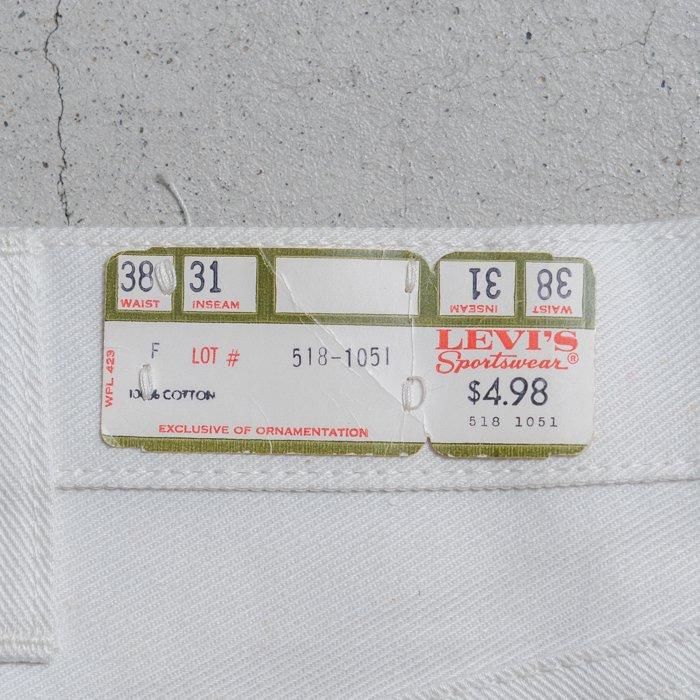 38 31
WAIST INSEAM
F LOT # 518-1051
100% COTTON
WPL 423
EXCLUSIVE OF ORNAMENTATION
31 38
INSEAM WAIST
LEVI'S
Sportswear®
$4.98
518 1051